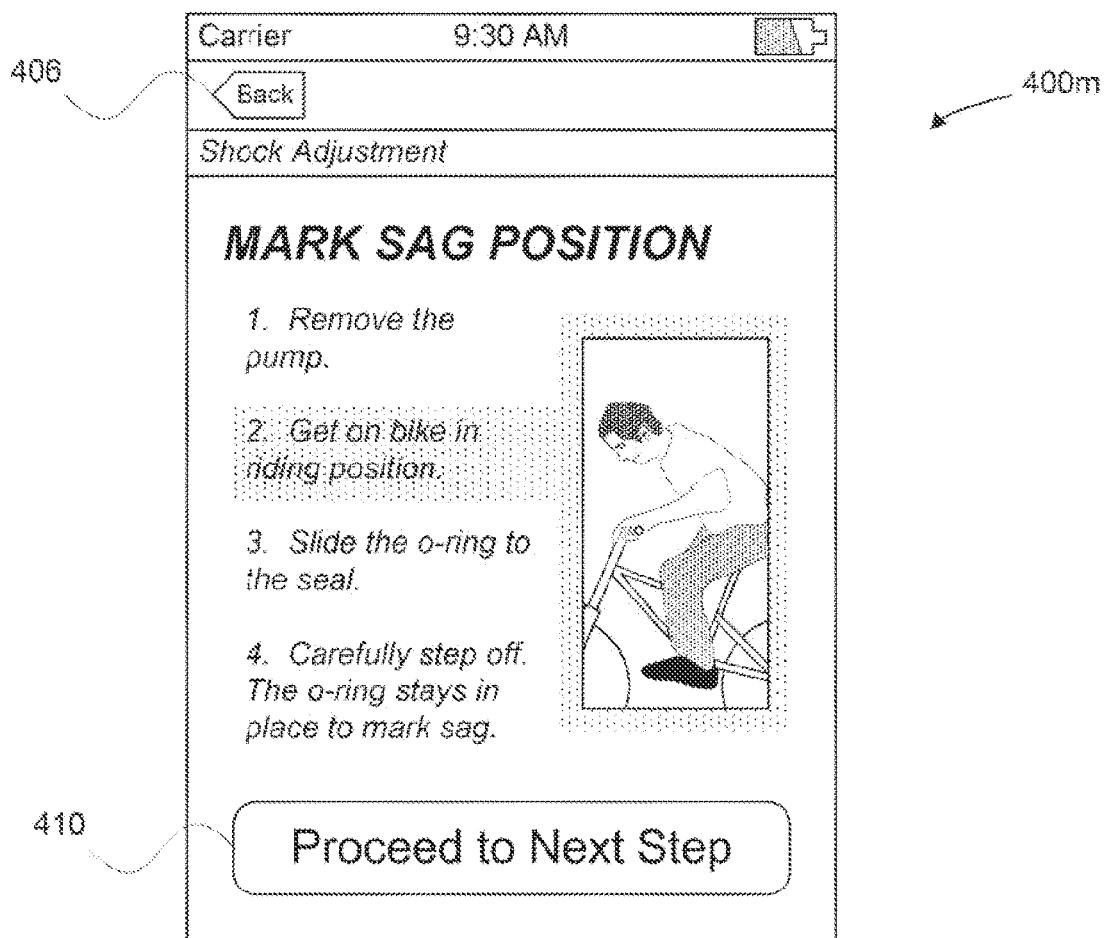 Carrier 9:30 AM
406
Back
400m
Shock Adjustment
MARK SAG POSITION
1. Remove the
pump.
2. Get on bike in
riding position.
3. Slide the o-ring to
the seal.
4. Carefully step off.
The o-ring stays in
place to mark sag.
410
Proceed to Next Step